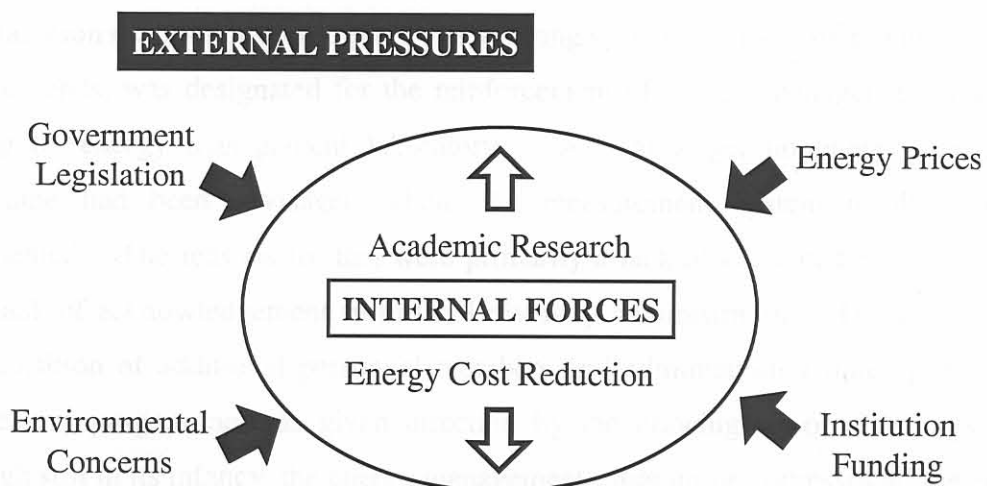 EXTERNAL PRESSURES
Government
Legislation
Energy Prices
Academic Research
INTERNAL FORCES
Energy Cost Reduction
Environmental
Concerns
Institution
Funding